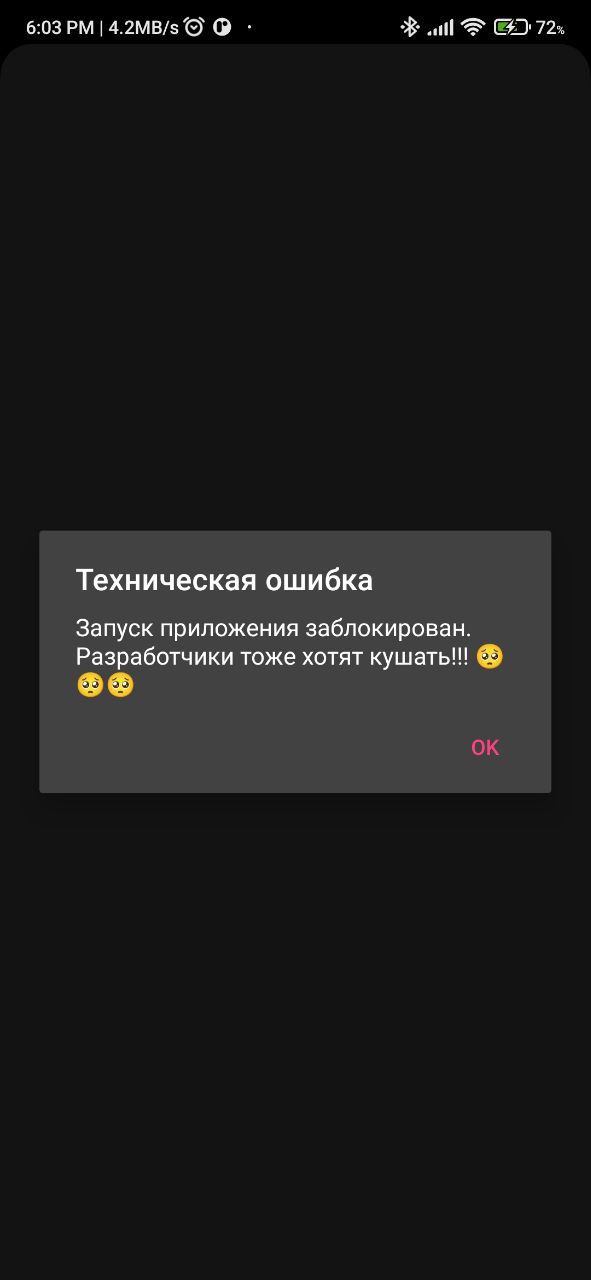 6:03 PM | 4.2MB/s 72%
Техническая ошибка
Запуск приложения заблокирован.
Разработчики тоже хотят кушать!!! 🥺
🥺🥺
OK